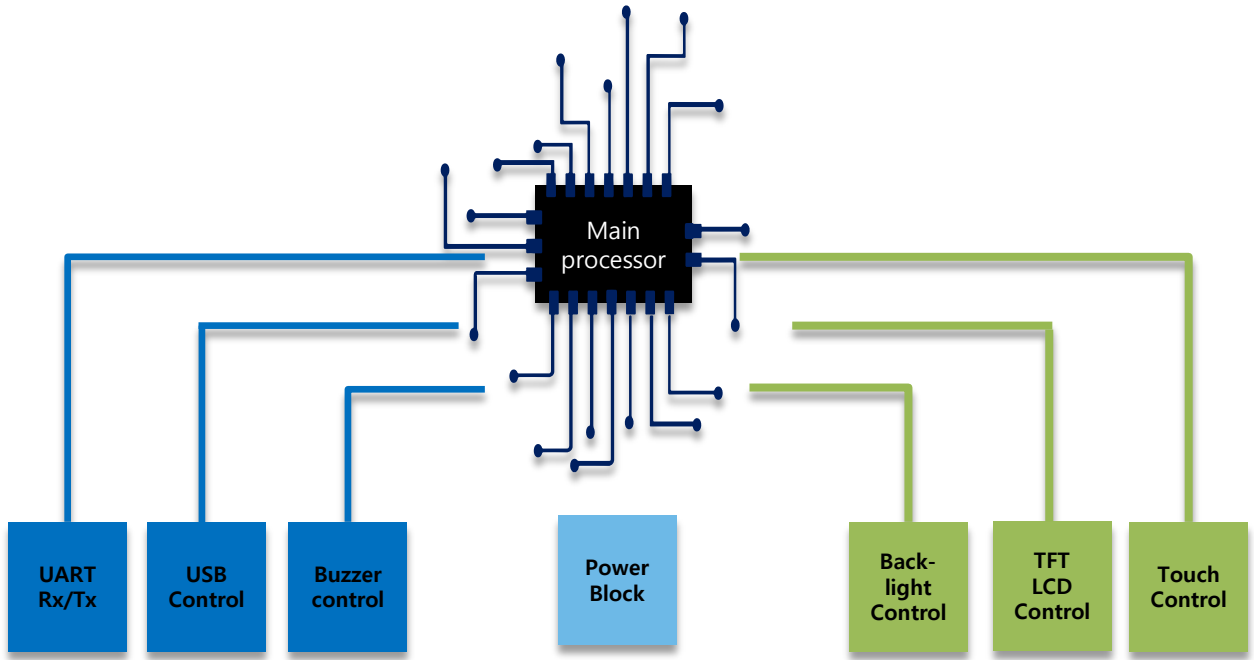 Main
processor
UART
Rx/Tx
USB
Control
Buzzer
control
Power
Block
Back-
light
Control
TFT
LCD
Control
Touch
Control